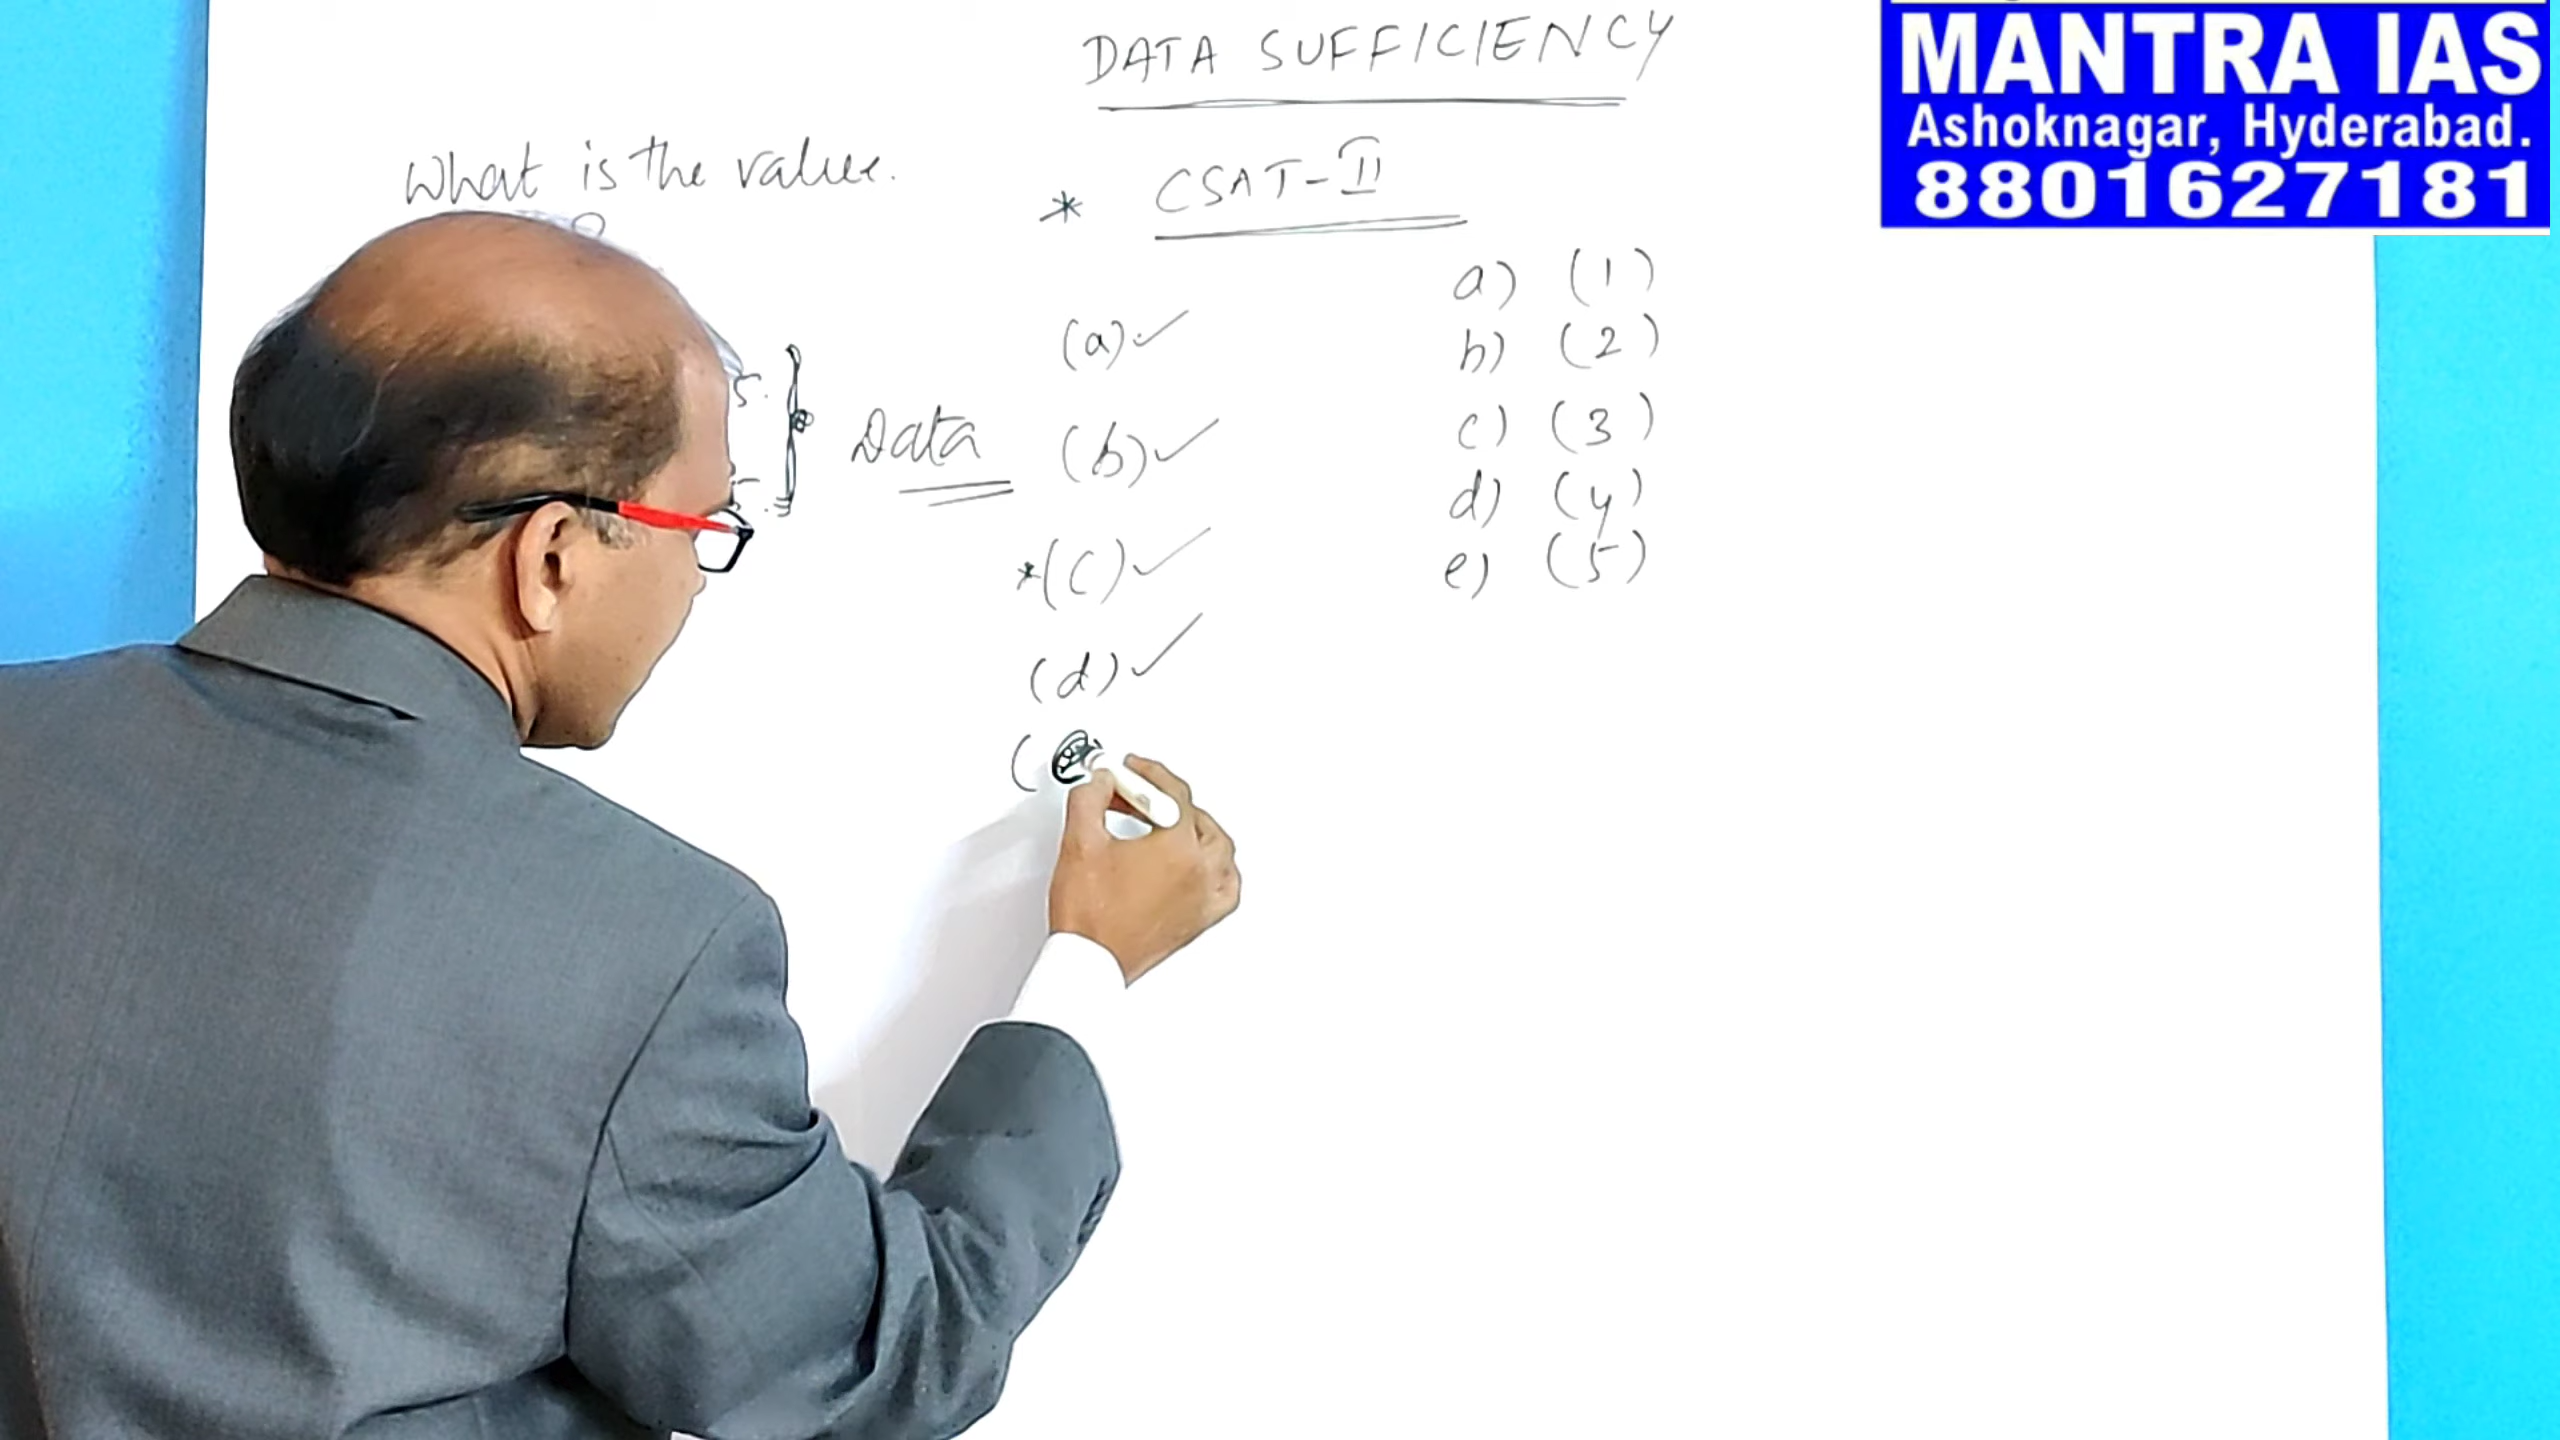 DATA SUFFICIENCY
MANTRA IAS
Ashoknagar, Hyderabad.
8801627181
What is the value.
* CSAT-II
a) (1)
b) (2)
c) (3)
d) (4)
e) (5)
5.
Data
(a) ✓
(b) ✓
*(c) ✓
(d) ✓
(